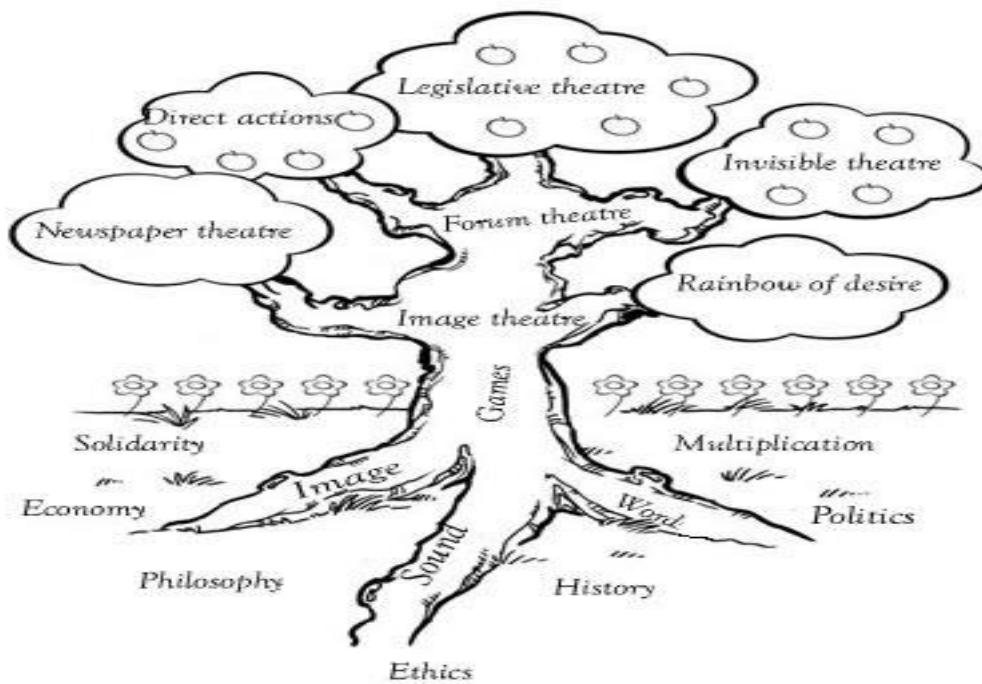 Legislative theatre
Direct actions
Invisible theatre
Newspaper theatre
Forum theatre
Rainbow of desire
Image theatre
Games
Solidarity
Multiplication
Image
Economy
Word
Politics
Sound
Philosophy
History
Ethics